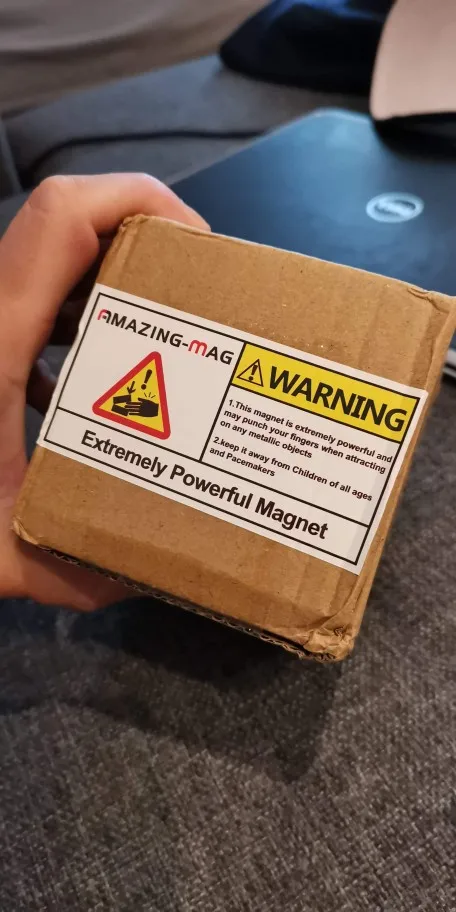 AMAZING-MAG
WARNING
1.This magnet is extremely powerful and
may punch your fingers when attracting
on any metallic objects
2.keep it away from Children of all ages
and Pacemakers
Extremely Powerful Magnet
DELL